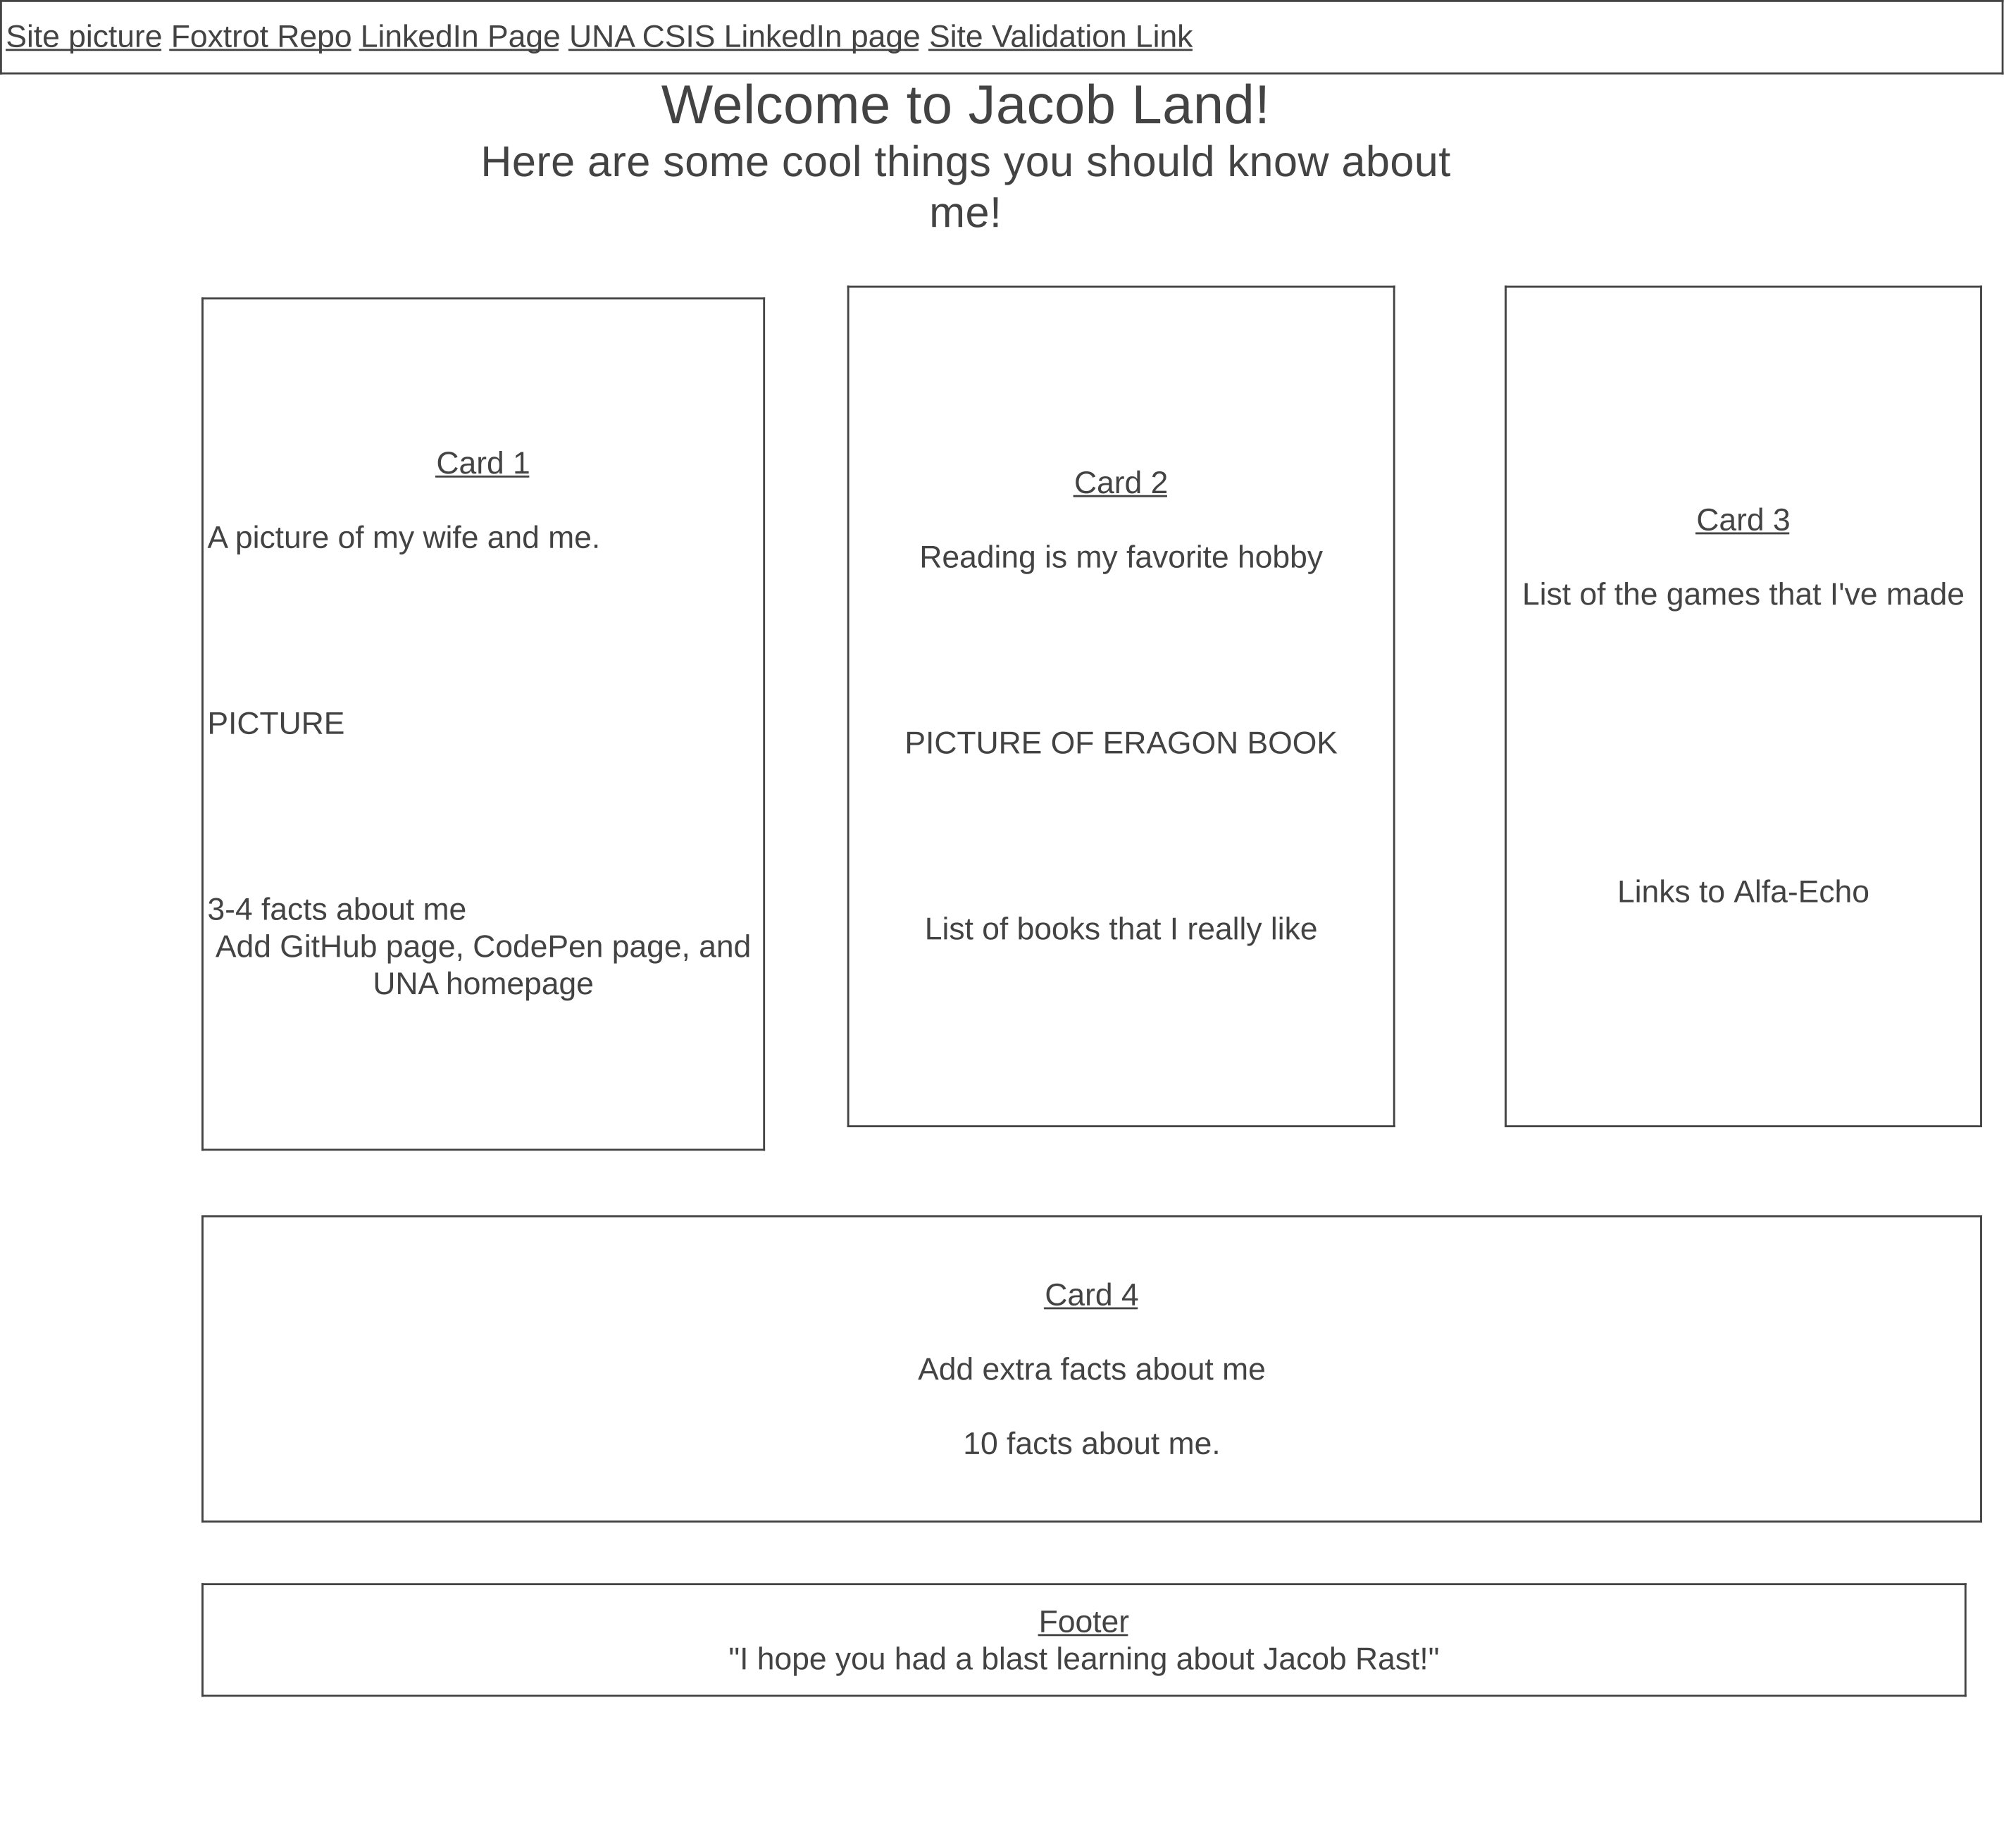 Site picture Foxtrot Repo LinkedIn Page UNA CSIS LinkedIn page Site Validation Link
Welcome to Jacob Land!
Here are some cool things you should know about
me!
Card 1
A picture of my wife and me.
PICTURE
3-4 facts about me
Add GitHub page, CodePen page, and
UNA homepage
Card 2
Reading is my favorite hobby
PICTURE OF ERAGON BOOK
List of books that I really like
Card 3
List of the games that I've made
Links to Alfa-Echo
Card 4
Add extra facts about me
10 facts about me.
Footer
"I hope you had a blast learning about Jacob Rast!"